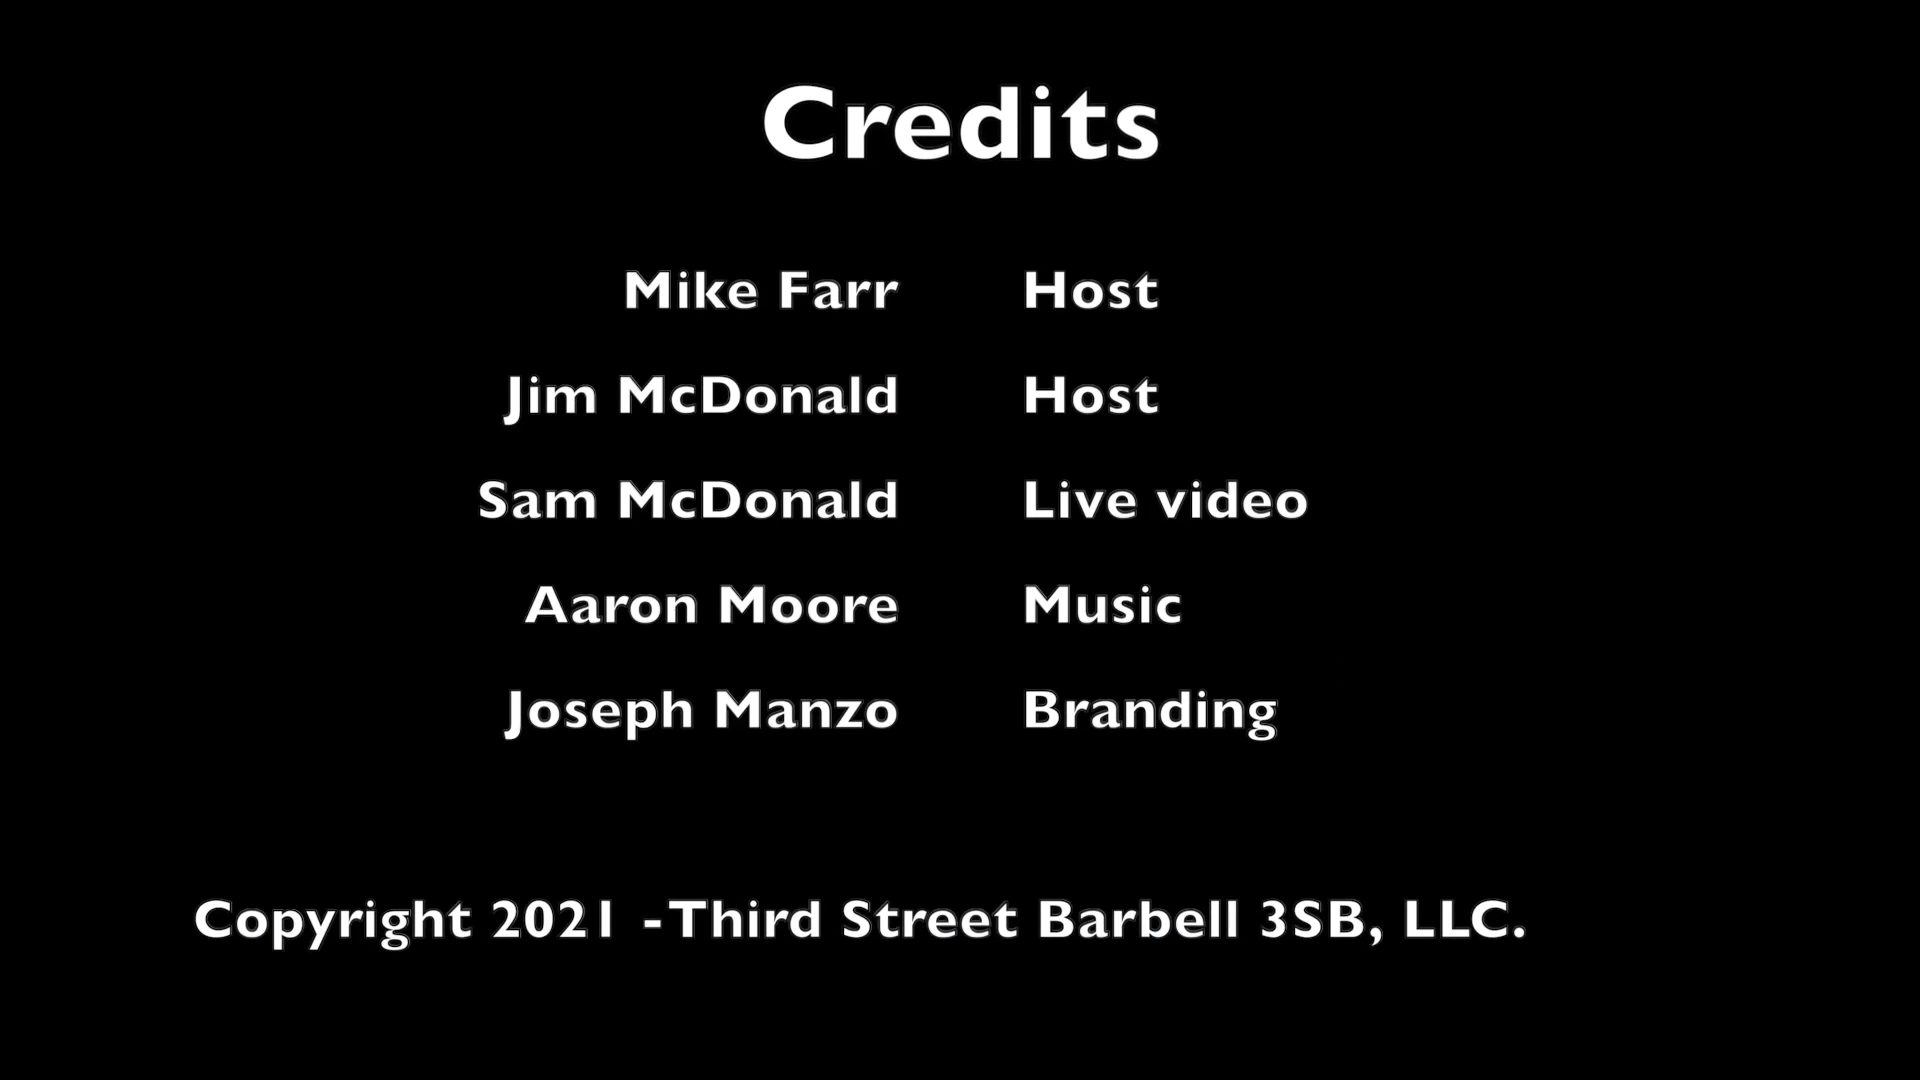 Credits
Mike Farr Host
Jim McDonald Host
Sam McDonald Live video
Aaron Moore Music
Joseph Manzo Branding
Copyright 2021 -Third Street Barbell 3SB, LLC.